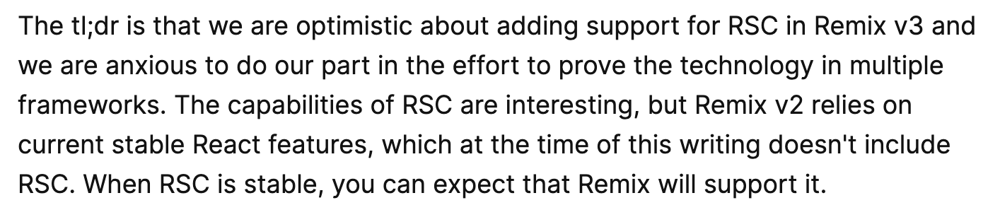 The tl;dr is that we are optimistic about adding support for RSC in Remix v3 and
we are anxious to do our part in the effort to prove the technology in multiple
frameworks. The capabilities of RSC are interesting, but Remix v2 relies on
current stable React features, which at the time of this writing doesn't include
RSC. When RSC is stable, you can expect that Remix will support it.